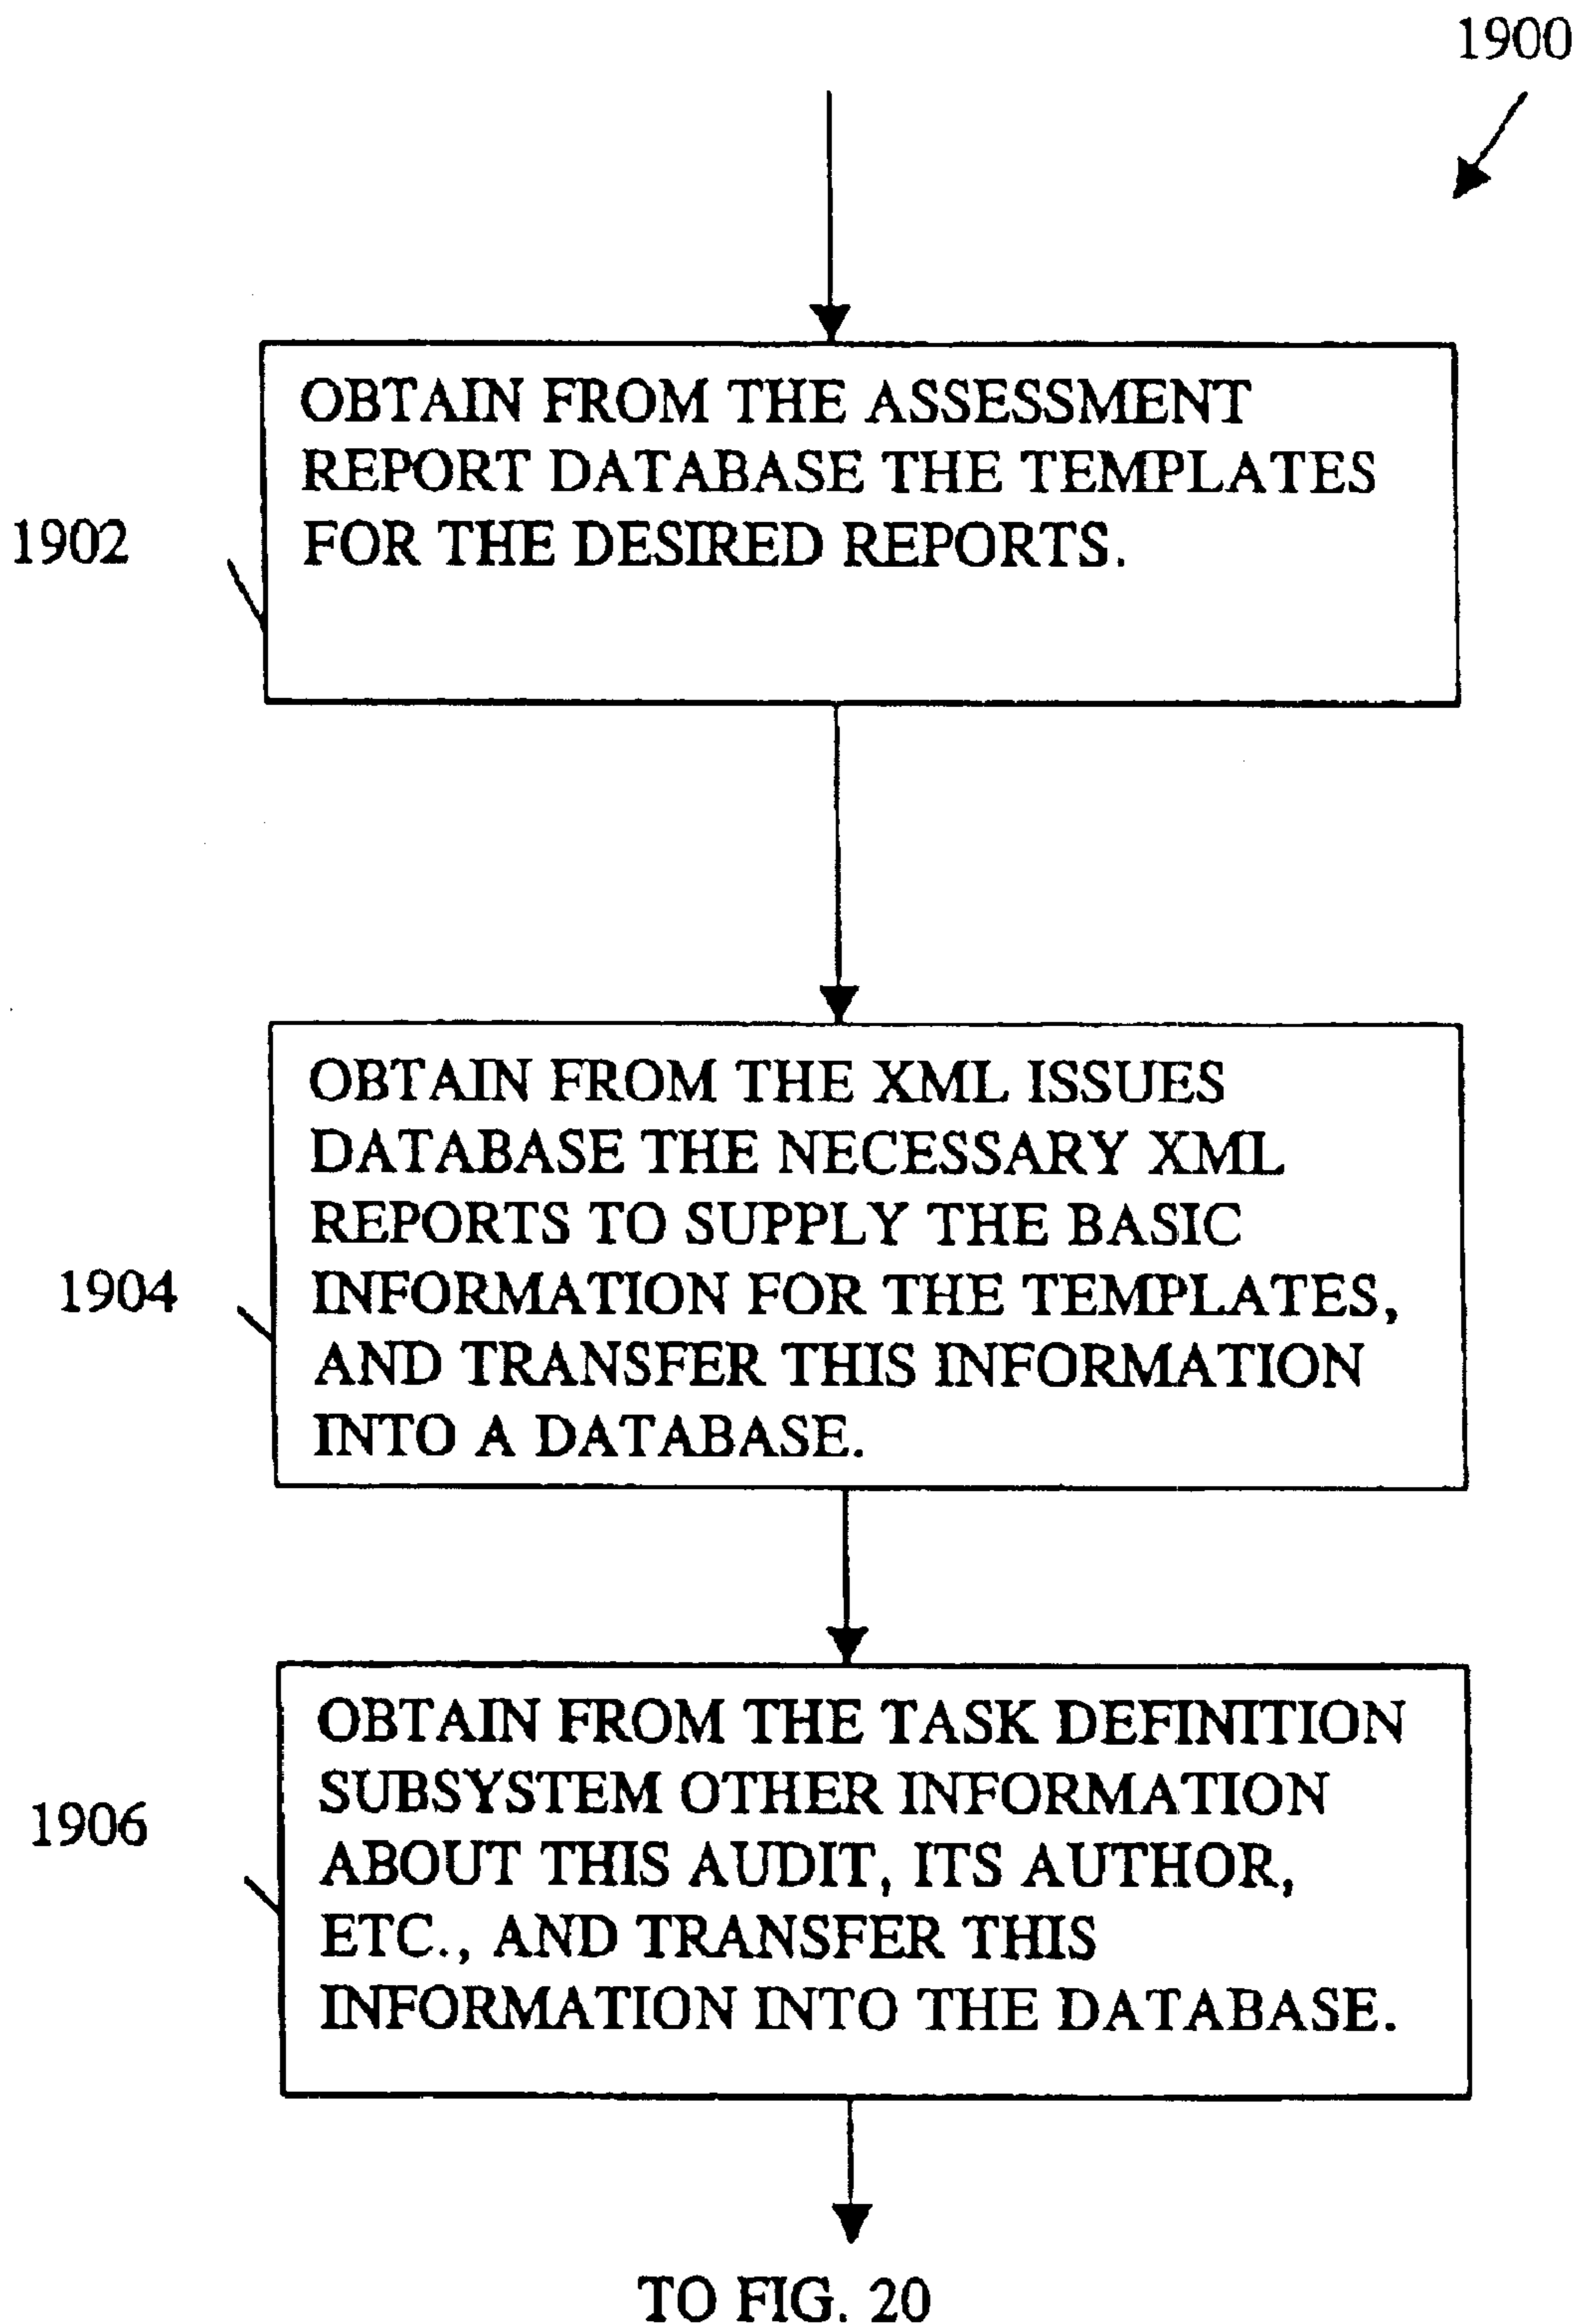 1900
OBTAIN FROM THE ASSESSMENT
REPORT DATABASE THE TEMPLATES
FOR THE DESIRED REPORTS.
1902
OBTAIN FROM THE XML ISSUES
DATABASE THE NECESSARY XML
REPORTS TO SUPPLY THE BASIC
INFORMATION FOR THE TEMPLATES,
AND TRANSFER THIS INFORMATION
INTO A DATABASE.
1904
OBTAIN FROM THE TASK DEFINITION
SUBSYSTEM OTHER INFORMATION
ABOUT THIS AUDIT, ITS AUTHOR,
ETC., AND TRANSFER THIS
INFORMATION INTO THE DATABASE.
1906
TO FIG. 20